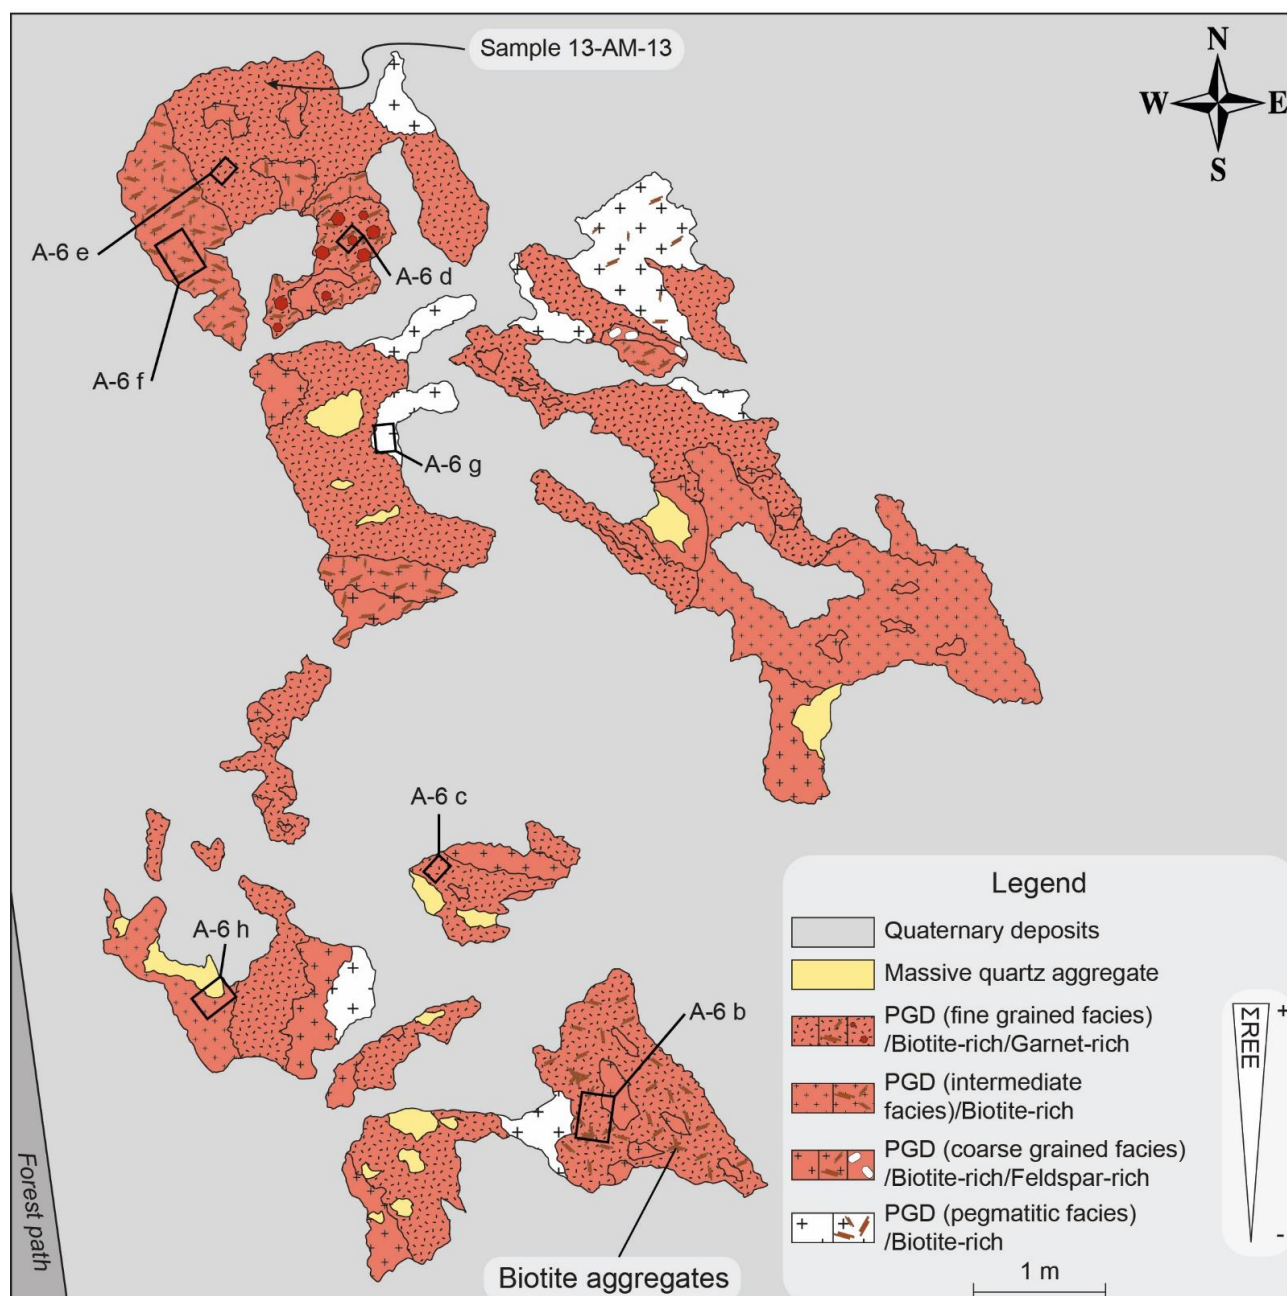 Sample 13-AM-13
N
W E
S
A-6 e
A-6 d
A-6 f
A-6 g
A-6 c
A-6 h
A-6 b
Biotite aggregates
Forest path
Legend
Quaternary deposits
Massive quartz aggregate
PGD (fine grained facies)
/Biotite-rich/Garnet-rich
PGD (intermediate
facies)/Biotite-rich
PGD (coarse grained facies)
/Biotite-rich/Feldspar-rich
PGD (pegmatitic facies)
/Biotite-rich
1 m
+
ΣREE
-